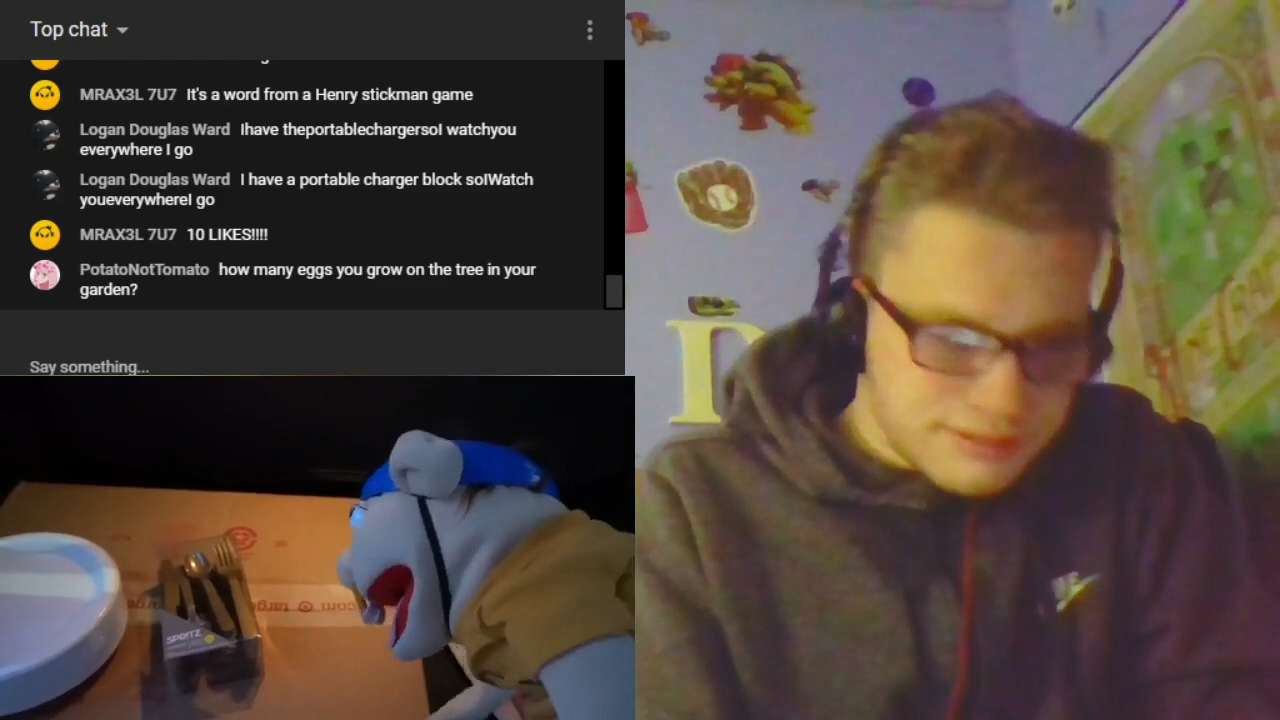 Top chat
MRAX3L 7U7 It's a word from a Henry stickman game
Logan Douglas Ward Ihave theportablechargersoI watchyou
everywhere I go
Logan Douglas Ward I have a portable charger block soIWatch
youeverywhereI go
MRAX3L 7U7 10 LIKES!!!!
PotatoNotTomato how many eggs you grow on the tree in your
garden?
Say something...
target
.com
SPRITZ
D